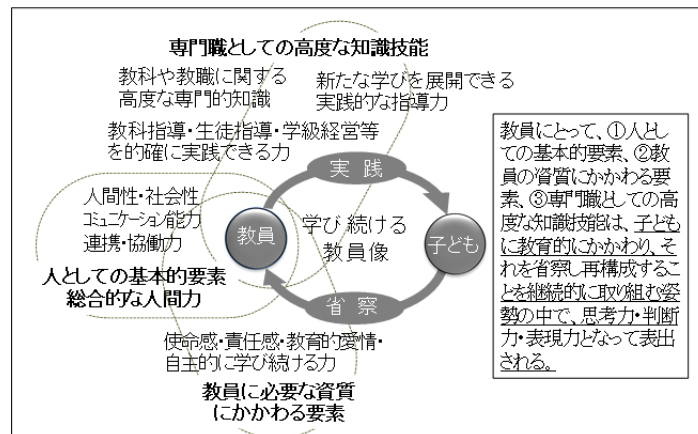 専門職としての高度な知識技能
教科や教職に関する
高度な専門的知識
新たな学びを展開できる
実践的な指導力
教科指導・生徒指導・学級経営等
を的確に実践できる力
人間性・社会性
コミュニケーション能力
連携・協働力
人としての基本的要素
総合的な人間力
実 践
教員
学び続ける
教員像
子ども
省 察
使命感・責任感・教育的愛情・
自主的に学び続ける力
教員に必要な資質
にかかわる要素
教員にとって、①人とし
ての基本的要素、②教
員の資質にかかわる要
素、③専門職としての高
度な知識技能は、子ども
に教育的にかかわり、そ
れを省察し再構成するこ
とを継続的に取り組む姿
勢の中で、思考力・判断
力・表現力となって表出
される。